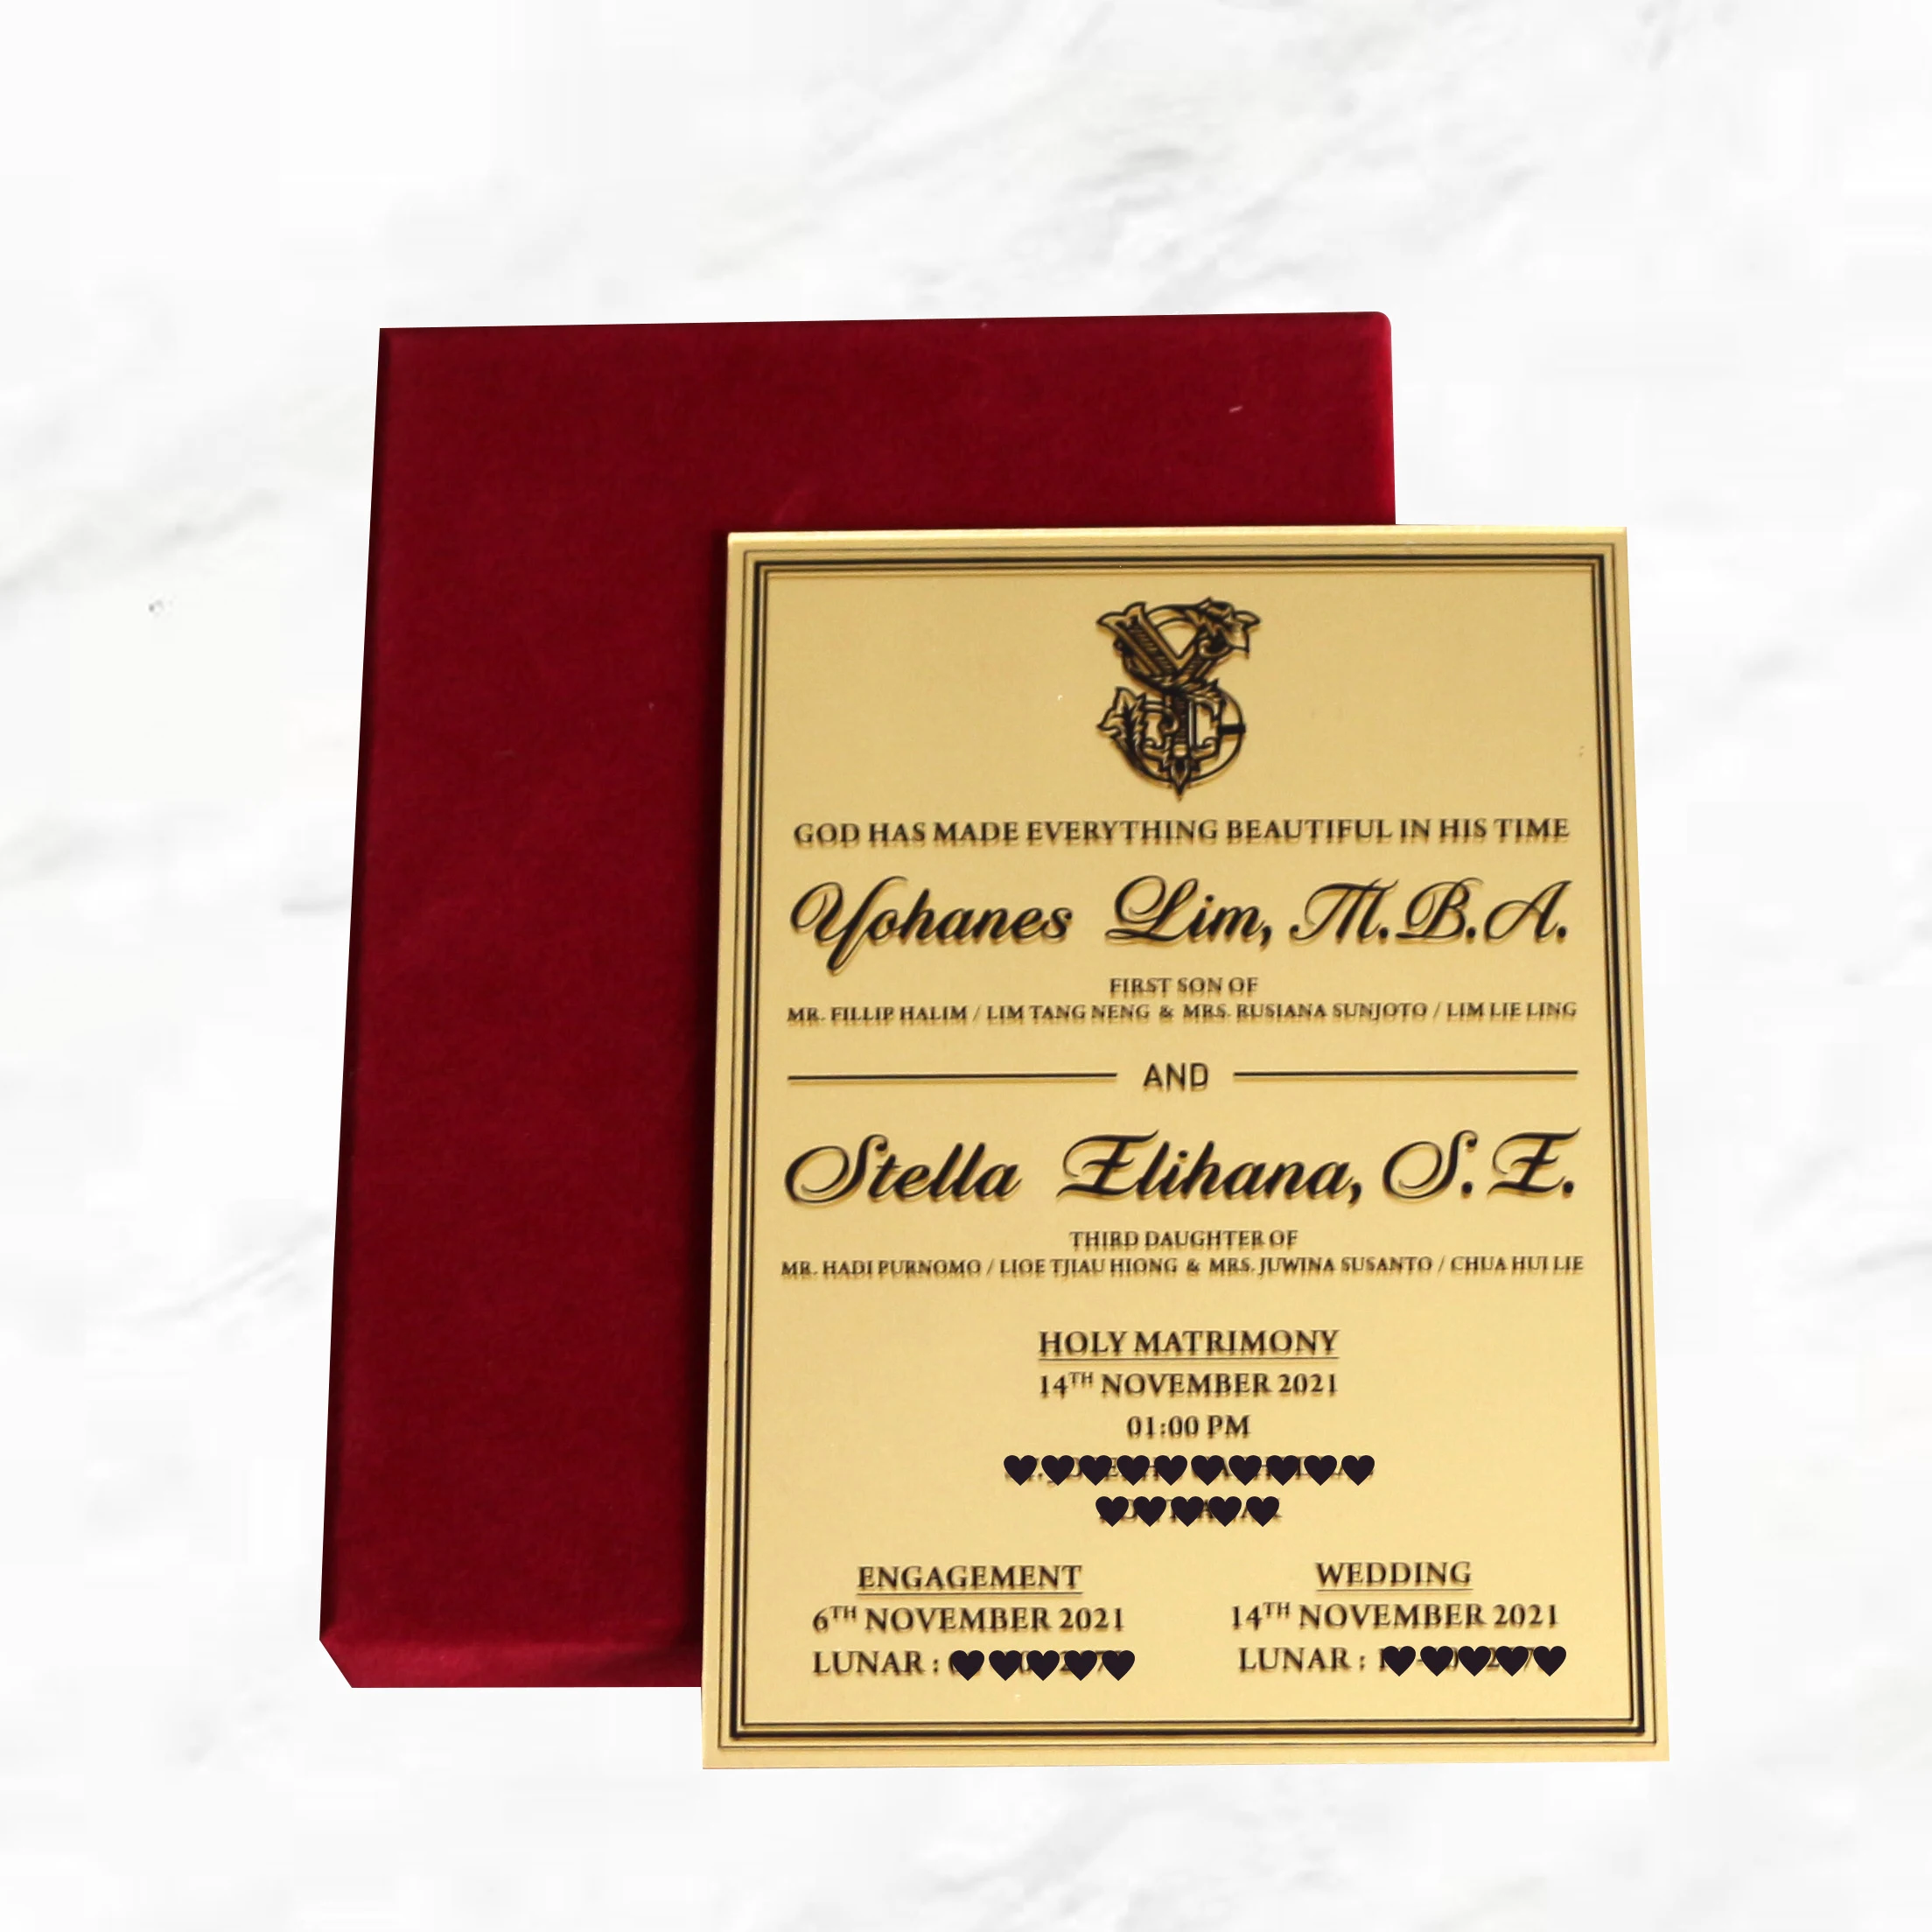 GOD HAS MADE EVERYTHING BEAUTIFUL IN HIS TIME
Yohanes Lim, M.B.A.
FIRST SON OF
MR. FILLIP HALIM / LIM TANG NENG & MRS. RUSIANA SUNJOTO / LIM LIE LING
AND
Stella Elihana, S.E.
THIRD DAUGHTER OF
MR. HADI PURNOMO / LIOE TJIAU HIONG & MRS. JUWINA SUSANTO / CHUA HUI LIE
HOLY MATRIMONY
14TH NOVEMBER 2021
01:00 PM
ENGAGEMENT
6TH NOVEMBER 2021
LUNAR :
WEDDING
14TH NOVEMBER 2021
LUNAR :